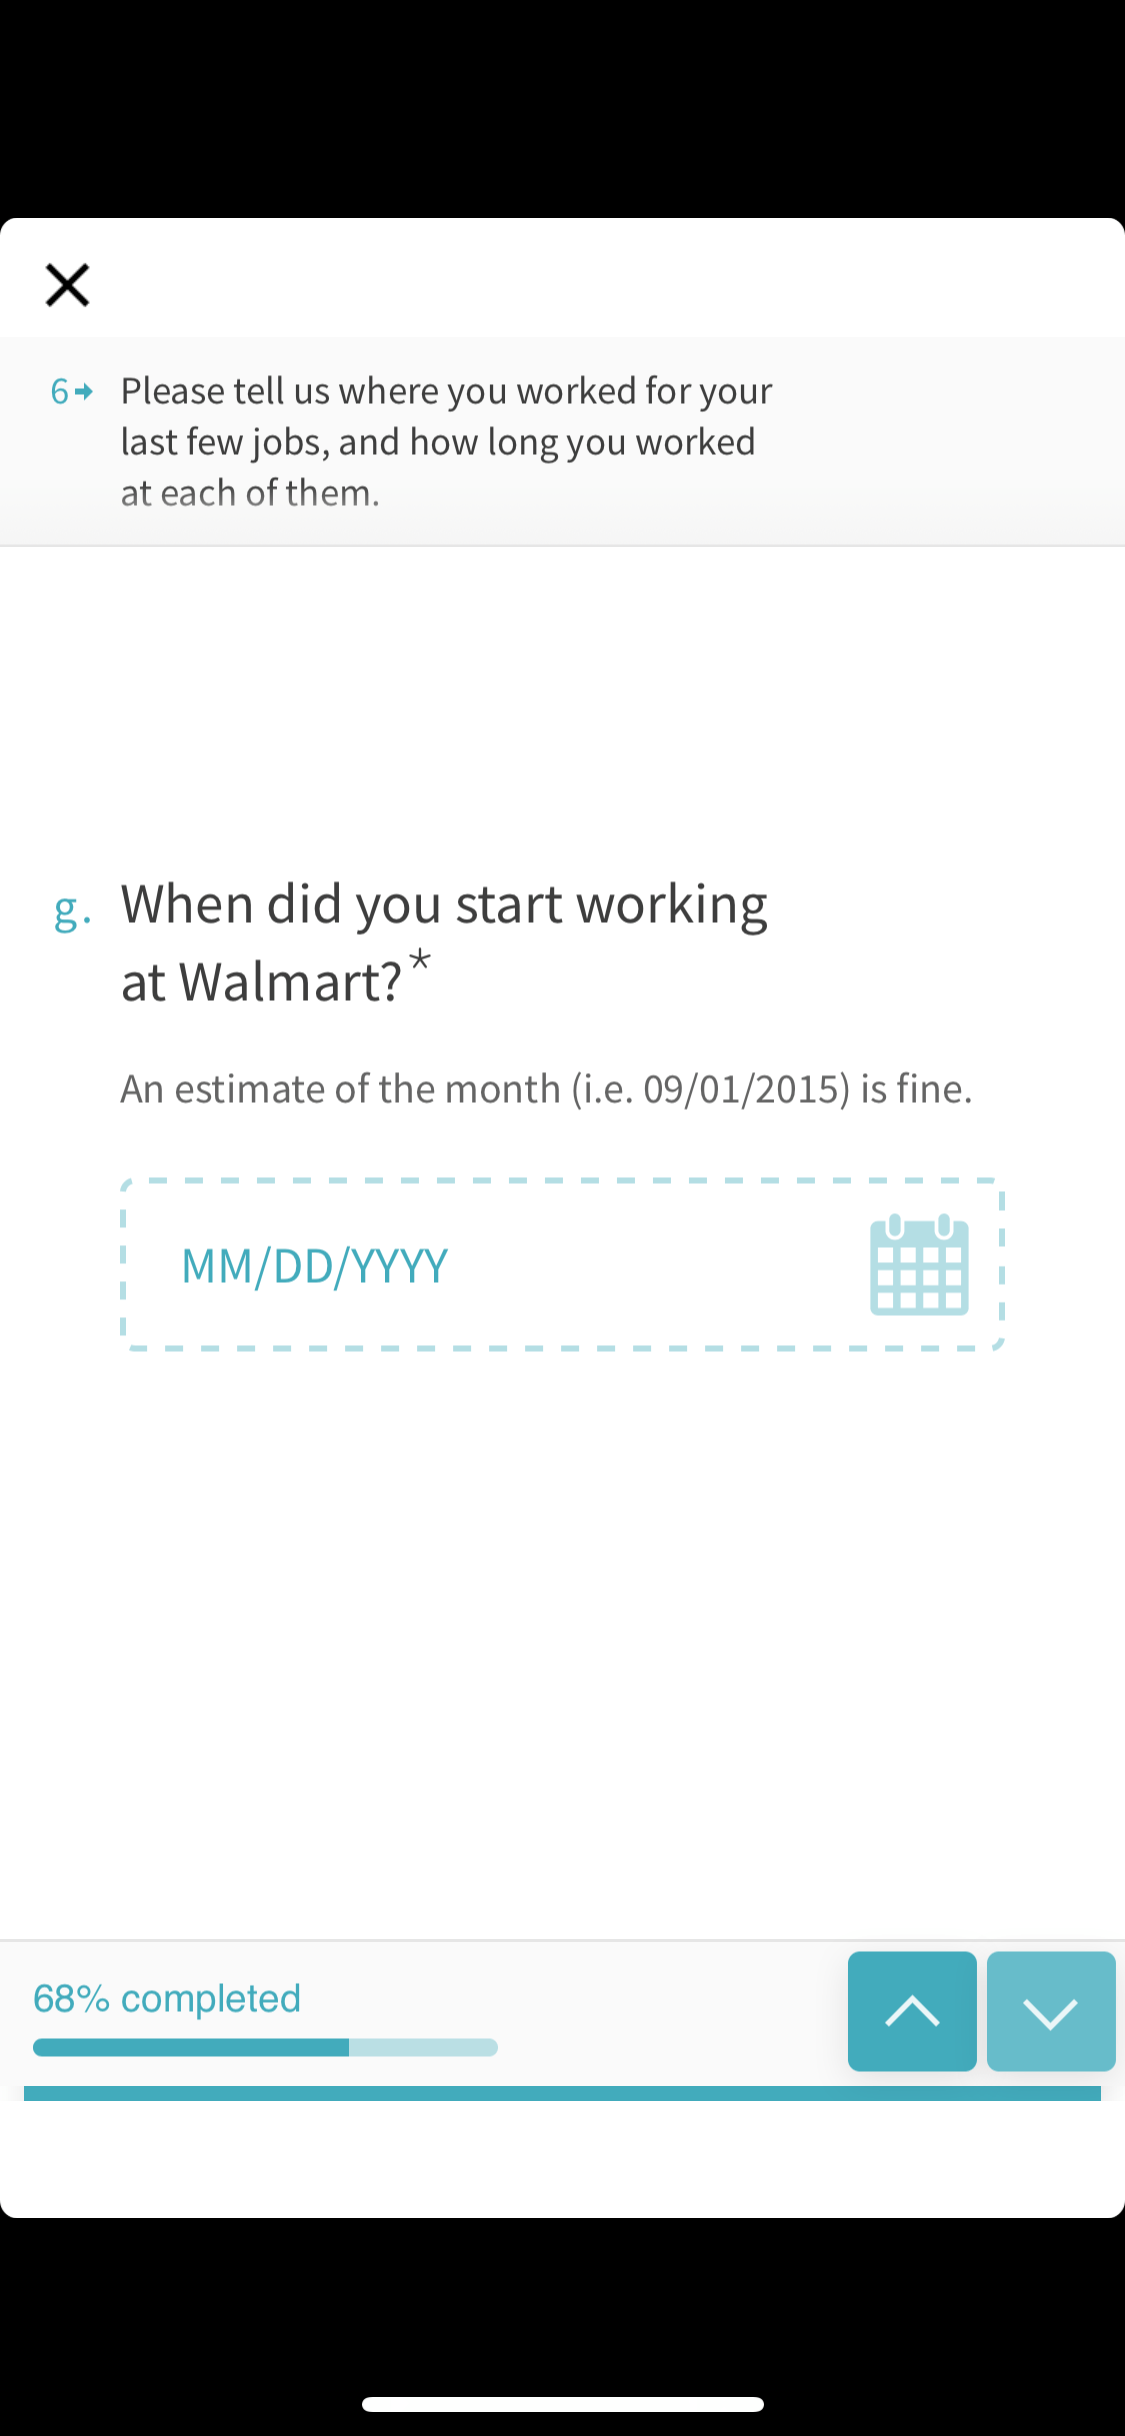 6 Please tell us where you worked for your
last few jobs, and how long you worked
at each of them.
g. When did you start working
at Walmart?*
An estimate of the month (i.e. 09/01/2015) is fine.
MM/DD/YYYY
68% completed